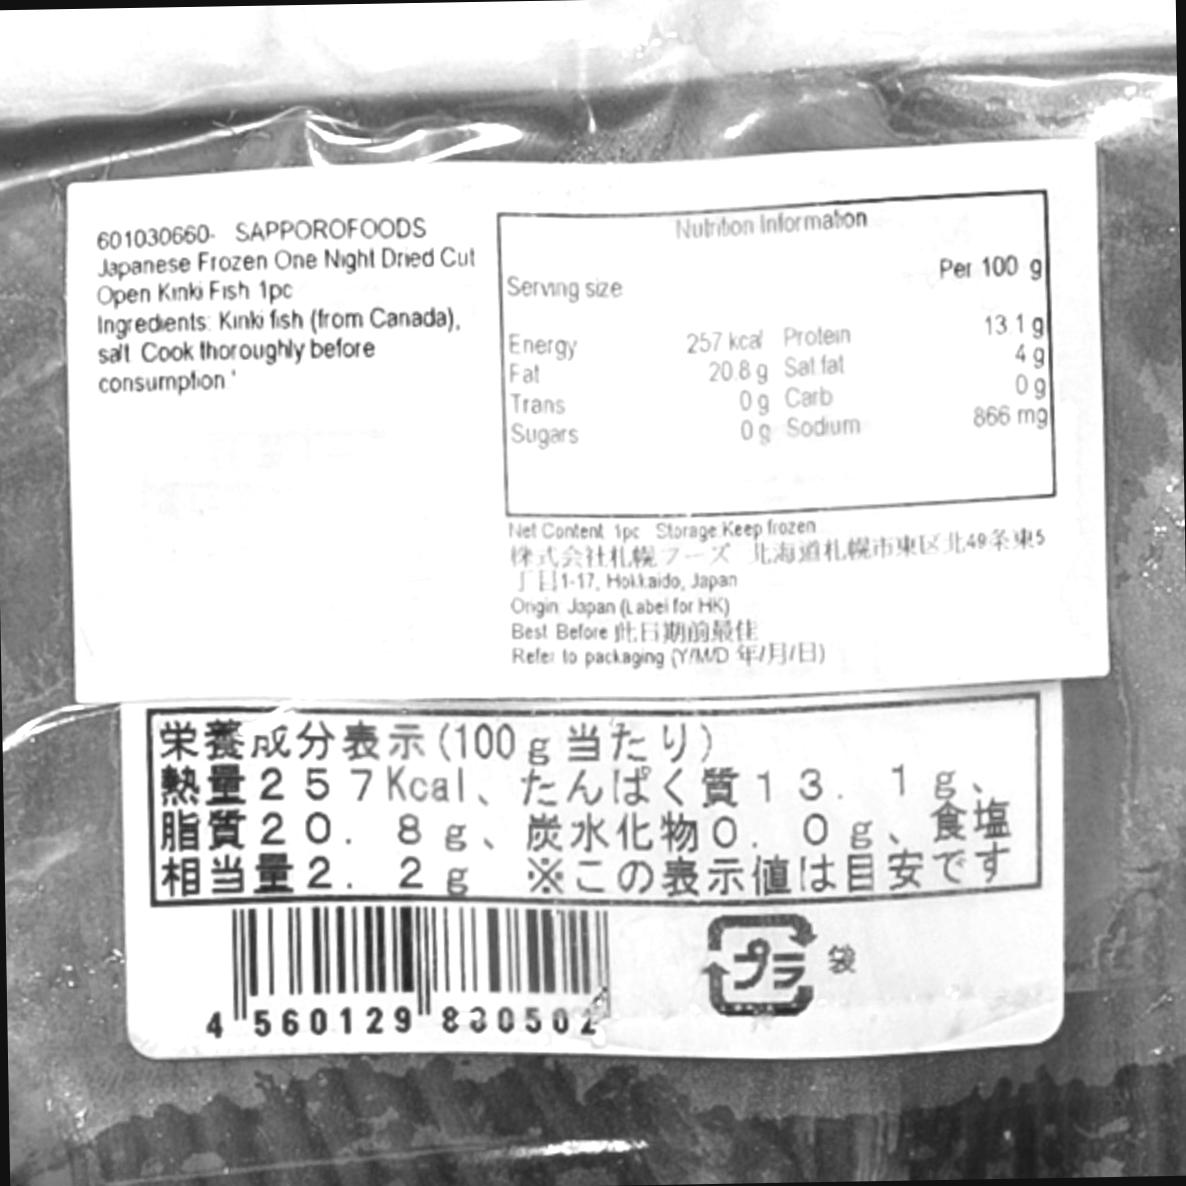 601030660- SAPPOROFOODS
Japanese Frozen One Night Dried Cut
Open Kinki Fish 1pc
Ingredients: Kinki fish (from Canada),
salt. Cook thoroughly before
consumption.
Nutrition Information
Serving size Per 100 g
Energy 257 kcal Protein 13.1 g
Fat 20.8 g Sat fat 4 g
Trans 0 g Carb 0 g
Sugars 0 g Sodium 866 mg
Net Content 1pc Storage:Keep frozen
株式会社札幌フーズ 北海道札幌市東区北49条東5
丁目1-17, Hokkaido, Japan
Origin: Japan (Label for HK)
Best Before 此日期前最佳
Refer to packaging (Y/M/D 年/月/日)
栄養成分表示(100g当たり)
熱量257Kcal、たんぱく質13.1g、
脂質20.8g、炭水化物0.0g、食塩
相当量2.2g ※この表示値は目安です
プラ 袋
4 560129 830502